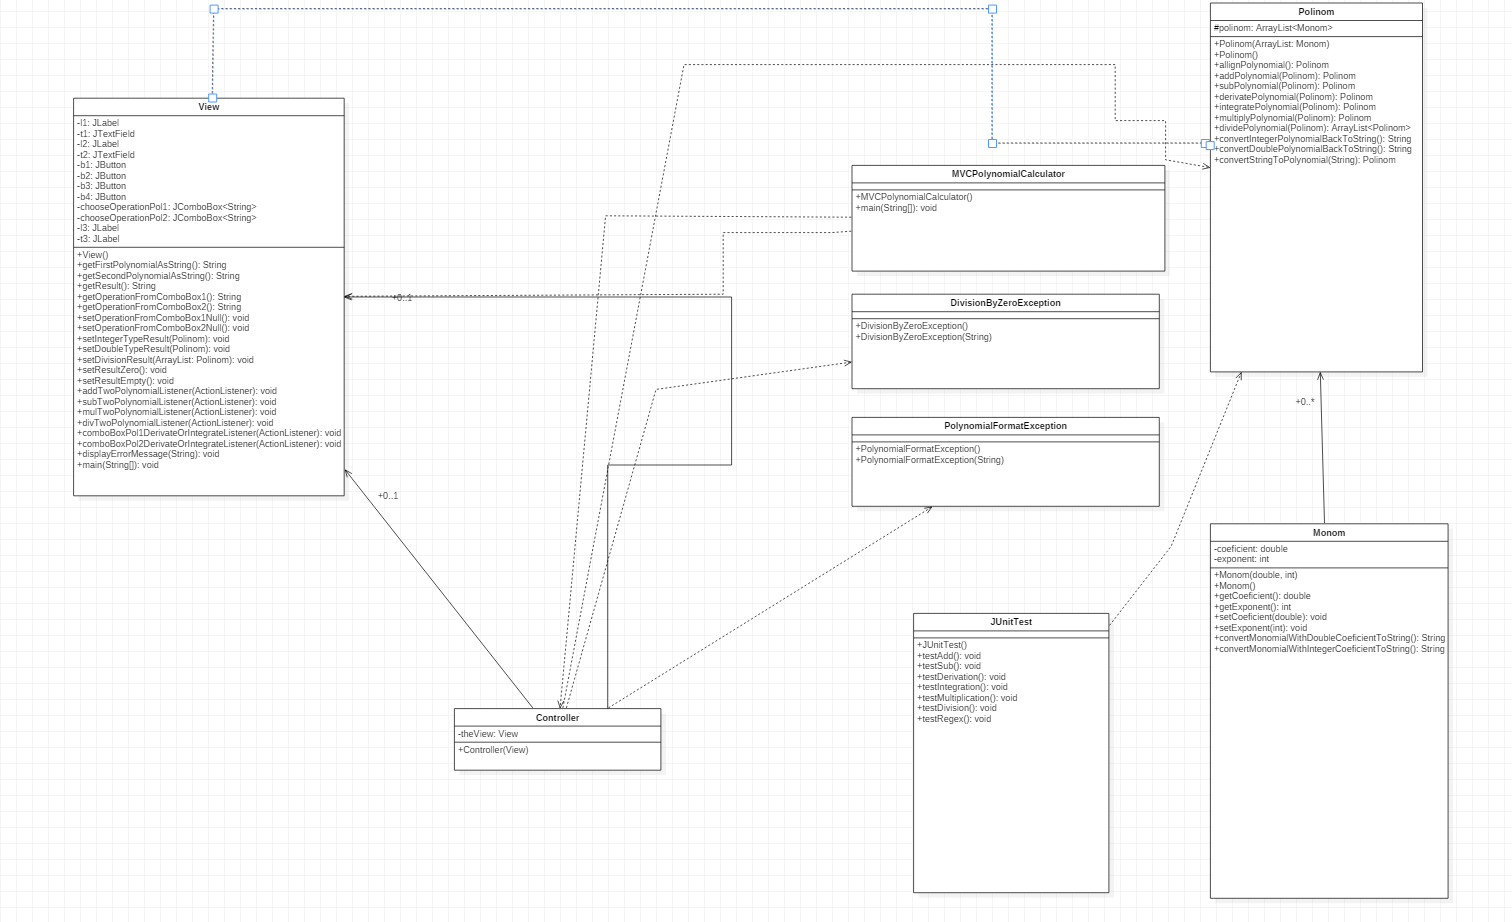 Polinom
#polinom: ArrayList<Monom>
+Polinom(ArrayList: Monom)
+Polinom()
+allignPolynomial(): Polinom
+addPolynomial(Polinom): Polinom
+subPolynomial(Polinom): Polinom
+derivatePolynomial(Polinom): Polinom
+integratePolynomial(Polinom): Polinom
+multiplyPolynomial(Polinom): Polinom
+dividePolynomial(Polinom): ArrayList<Polinom>
+convertIntegerPolynomialBackToString(): String
+convertDoublePolynomialBackToString(): String
+convertStringToPolynomial(String): Polinom
View
-l1: JLabel
-t1: JTextField
-l2: JLabel
-t2: JTextField
-b1: JButton
-b2: JButton
-b3: JButton
-b4: JButton
-chooseOperationPol1: JComboBox<String>
-chooseOperationPol2: JComboBox<String>
-l3: JLabel
-t3: JLabel
+View()
+getFirstPolynomialAsString(): String
+getSecondPolynomialAsString(): String
+getResult(): String
+getOperationFromComboBox1(): String
+getOperationFromComboBox2(): String
+setOperationFromComboBox1Null(): void
+setOperationFromComboBox2Null(): void
+setIntegerTypeResult(Polinom): void
+setDoubleTypeResult(Polinom): void
+setDivisionResult(ArrayList: Polinom): void
+setResultZero(): void
+setResultEmpty(): void
+addTwoPolynomialListener(ActionListener): void
+subTwoPolynomialListener(ActionListener): void
+mulTwoPolynomialListener(ActionListener): void
+divTwoPolynomialListener(ActionListener): void
+comboBoxPol1DerivateOrIntegrateListener(ActionListener): void
+comboBoxPol2DerivateOrIntegrateListener(ActionListener): void
+displayErrorMessage(String): void
+main(String[]): void
MVCPolynomialCalculator
+MVCPolynomialCalculator()
+main(String[]): void
+0..1
DivisionByZeroException
+DivisionByZeroException()
+DivisionByZeroException(String)
PolynomialFormatException
+PolynomialFormatException()
+PolynomialFormatException(String)
+0..*
+0..1
Monom
-coeficient: double
-exponent: int
+Monom(double, int)
+Monom()
+getCoeficient(): double
+getExponent(): int
+setCoeficient(double): void
+setExponent(int): void
+convertMonomialWithDoubleCoeficientToString(): String
+convertMonomialWithIntegerCoeficientToString(): String
JUnitTest
+JUnitTest()
+testAdd(): void
+testSub(): void
+testDerivation(): void
+testIntegration(): void
+testMultiplication(): void
+testDivision(): void
+testRegex(): void
Controller
-theView: View
+Controller(View)